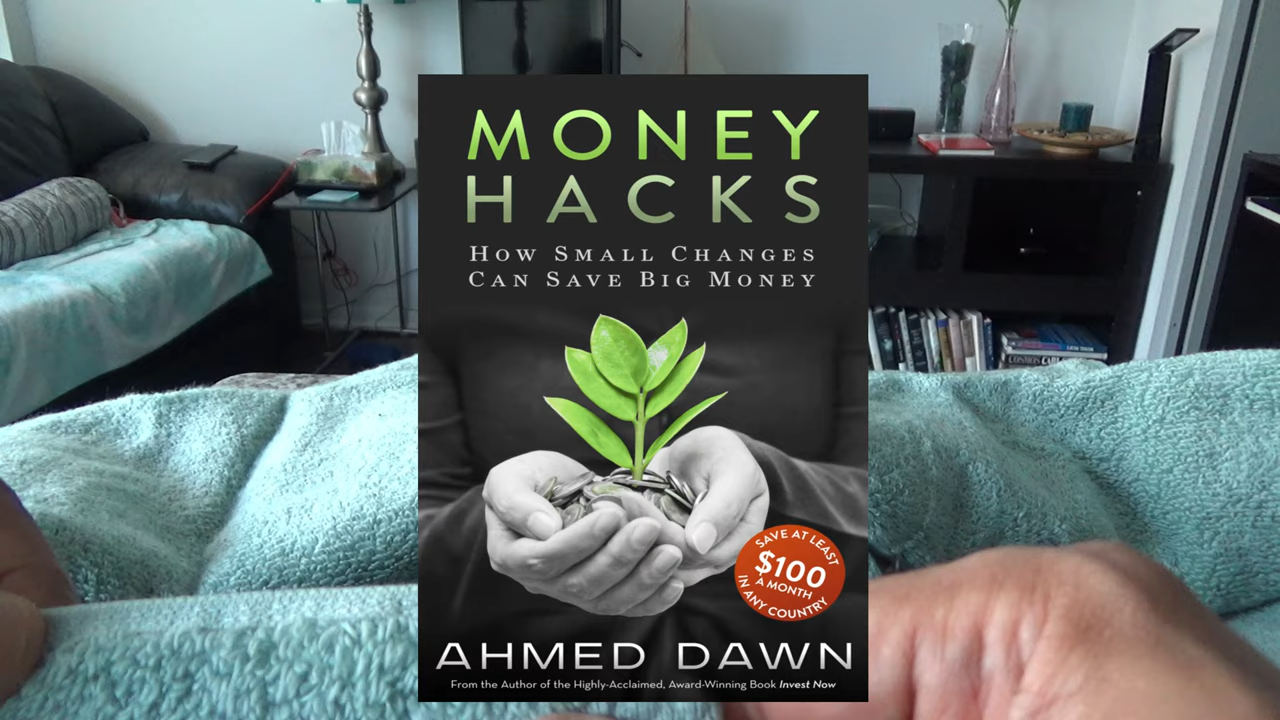 MONEY
HACKS
HOW SMALL CHANGES
CAN SAVE BIG MONEY
SAVE AT LEAST
$100
A MONTH
IN ANY COUNTRY
AHMED DAWN
From the Author of the Highly-Acclaimed, Award-Winning Book Invest Now